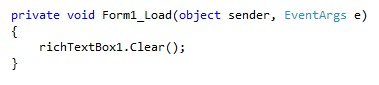 private void Form1_Load(object sender, EventArgs e)
{
    richTextBox1.Clear();
}